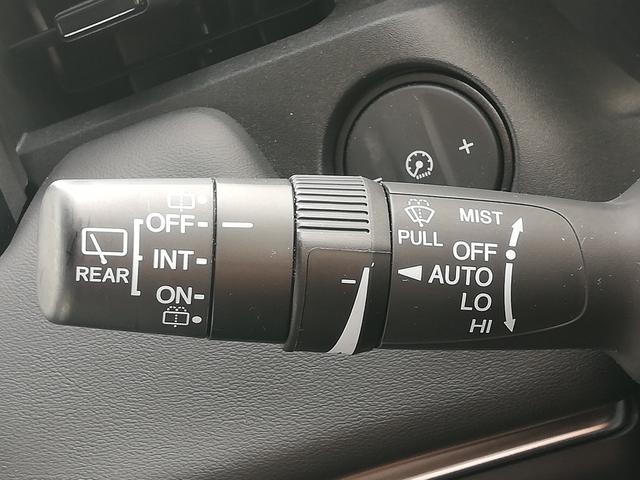 REAR
OFF
INT
ON
PULL
MIST
OFF
AUTO
LO
HI
+